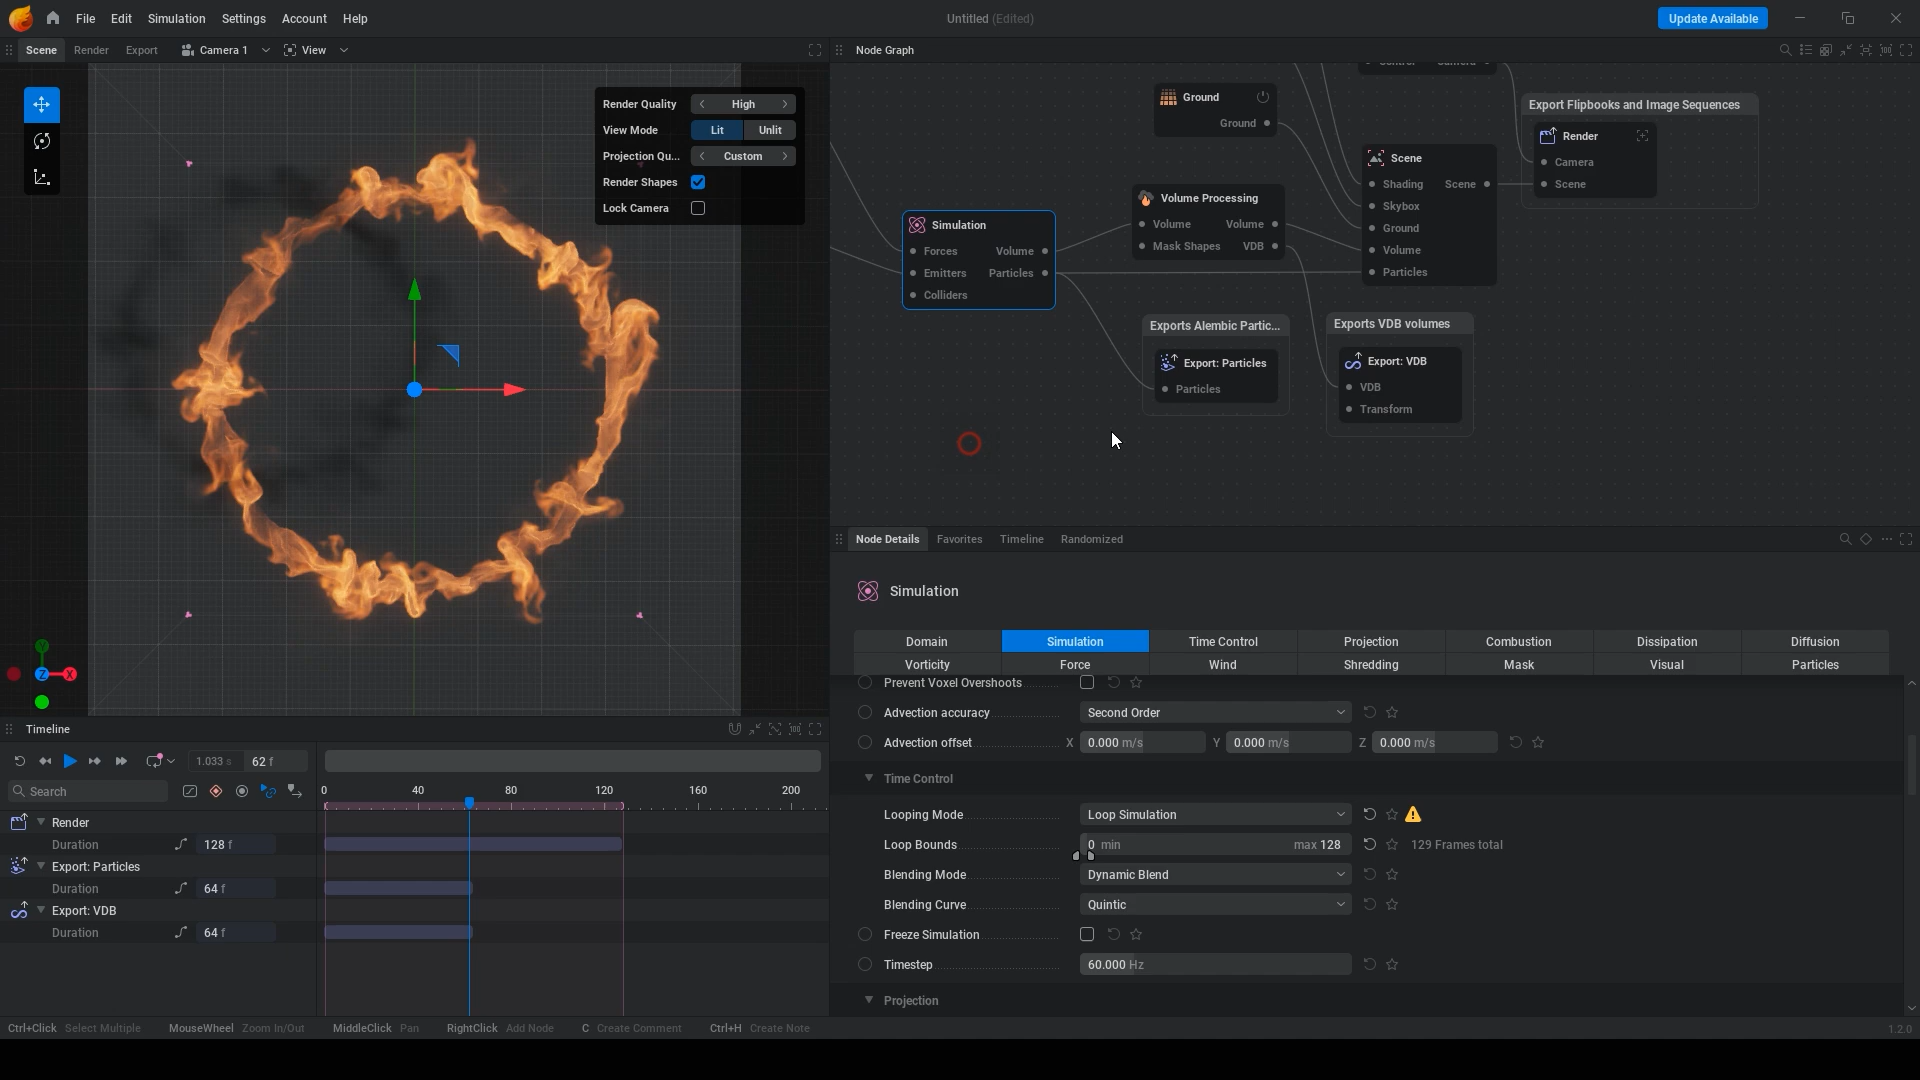 File Edit Simulation Settings Account Help
Untitled (Edited)
Update Available
Scene Render Export Camera 1 View
Render Quality High
View Mode Lit Unlit
Projection Qu... Custom
Render Shapes
Lock Camera
Y
Z X
Node Graph
Ground
Ground
Export Flipbooks and Image Sequences
Render
Camera
Scene
Scene
Shading Scene
Skybox
Ground
Volume
Particles
Volume Processing
Volume Volume
Mask Shapes VDB
Simulation
Forces Volume
Emitters Particles
Colliders
Exports Alembic Partic...
Export: Particles
Particles
Exports VDB volumes
Export: VDB
VDB
Transform
Node Details Favorites Timeline Randomized
Simulation
Domain Simulation Time Control Projection Combustion Dissipation Diffusion
Vorticity Force Wind Shredding Mask Visual Particles
Prevent Voxel Overshoots
Advection accuracy Second Order
Advection offset X 0.000 m/s Y 0.000 m/s Z 0.000 m/s
Time Control
Looping Mode Loop Simulation
Loop Bounds 0 min max 128 129 Frames total
Blending Mode Dynamic Blend
Blending Curve Quintic
Freeze Simulation
Timestep 60.000 Hz
Projection
Timeline
1.033 s 62 f
Search
0 40 80 120 160 200
Render
Duration 128 f
Export: Particles
Duration 64 f
Export: VDB
Duration 64 f
Ctrl+Click Select Multiple MouseWheel Zoom In/Out MiddleClick Pan RightClick Add Node C Create Comment Ctrl+H Create Note
1.2.0